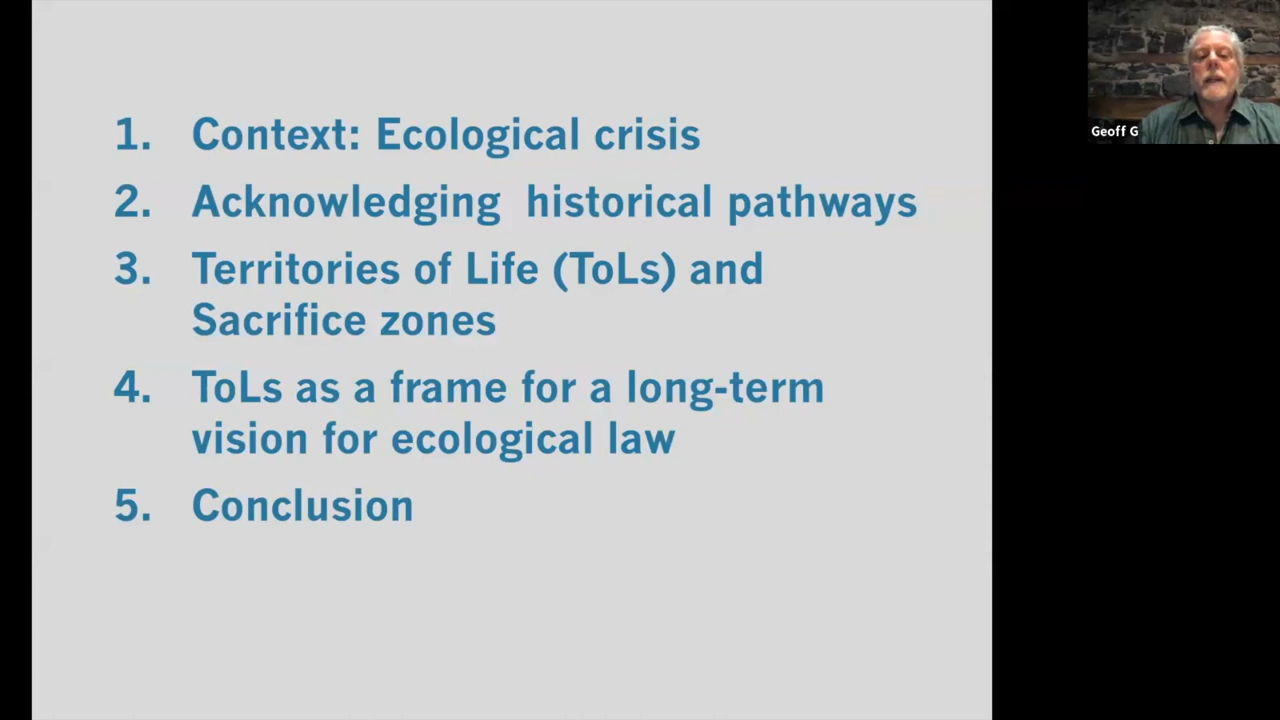 1. Context: Ecological crisis
2. Acknowledging historical pathways
3. Territories of Life (ToLs) and
Sacrifice zones
4. ToLs as a frame for a long-term
vision for ecological law
5. Conclusion
Geoff G